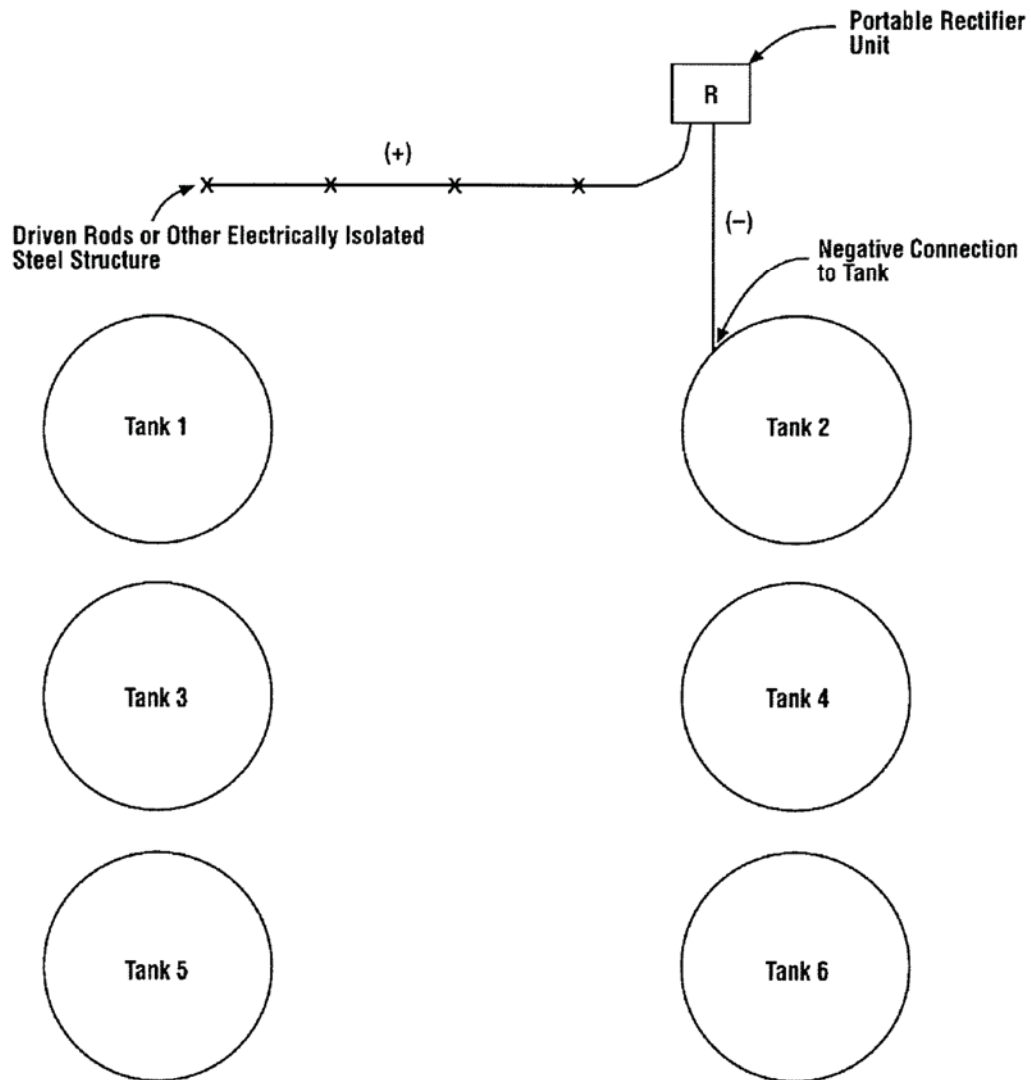 Portable Rectifier
Unit
R
(+)
X X X X
Driven Rods or Other Electrically Isolated
Steel Structure
(–)
Negative Connection
to Tank
Tank 1
Tank 2
Tank 3
Tank 4
Tank 5
Tank 6